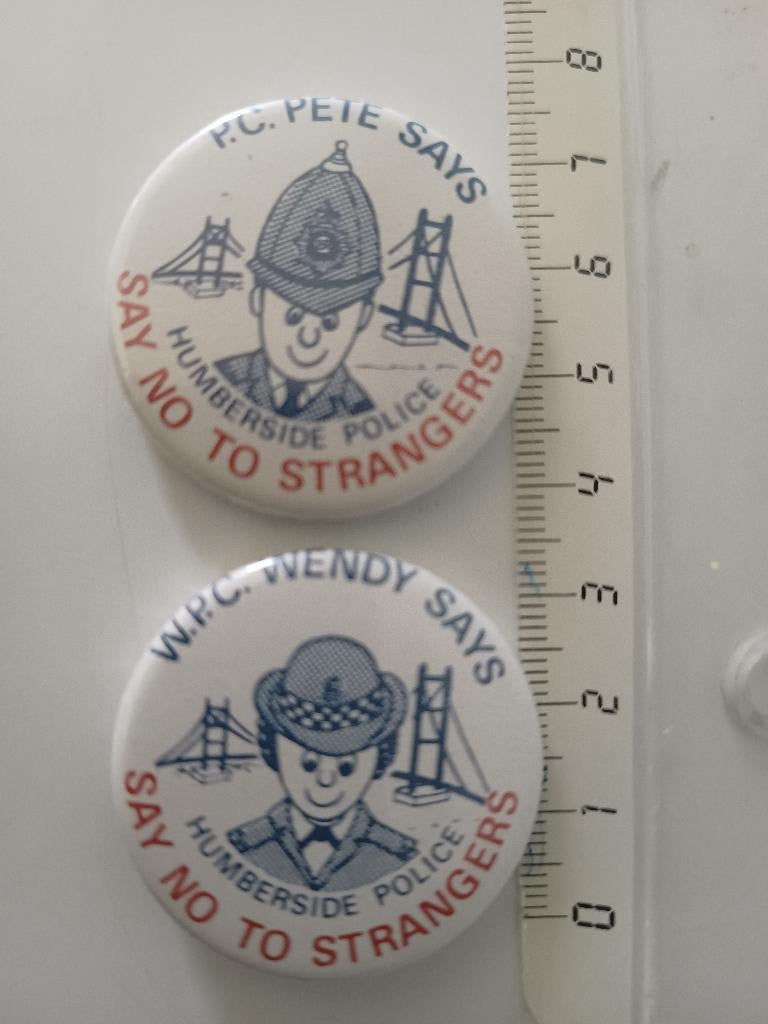 P.C. PETE SAYS
HUMBERSIDE POLICE
SAY NO TO STRANGERS
W.P.C. WENDY SAYS
HUMBERSIDE POLICE
SAY NO TO STRANGERS
8
7
6
5
4
3
2
1
0